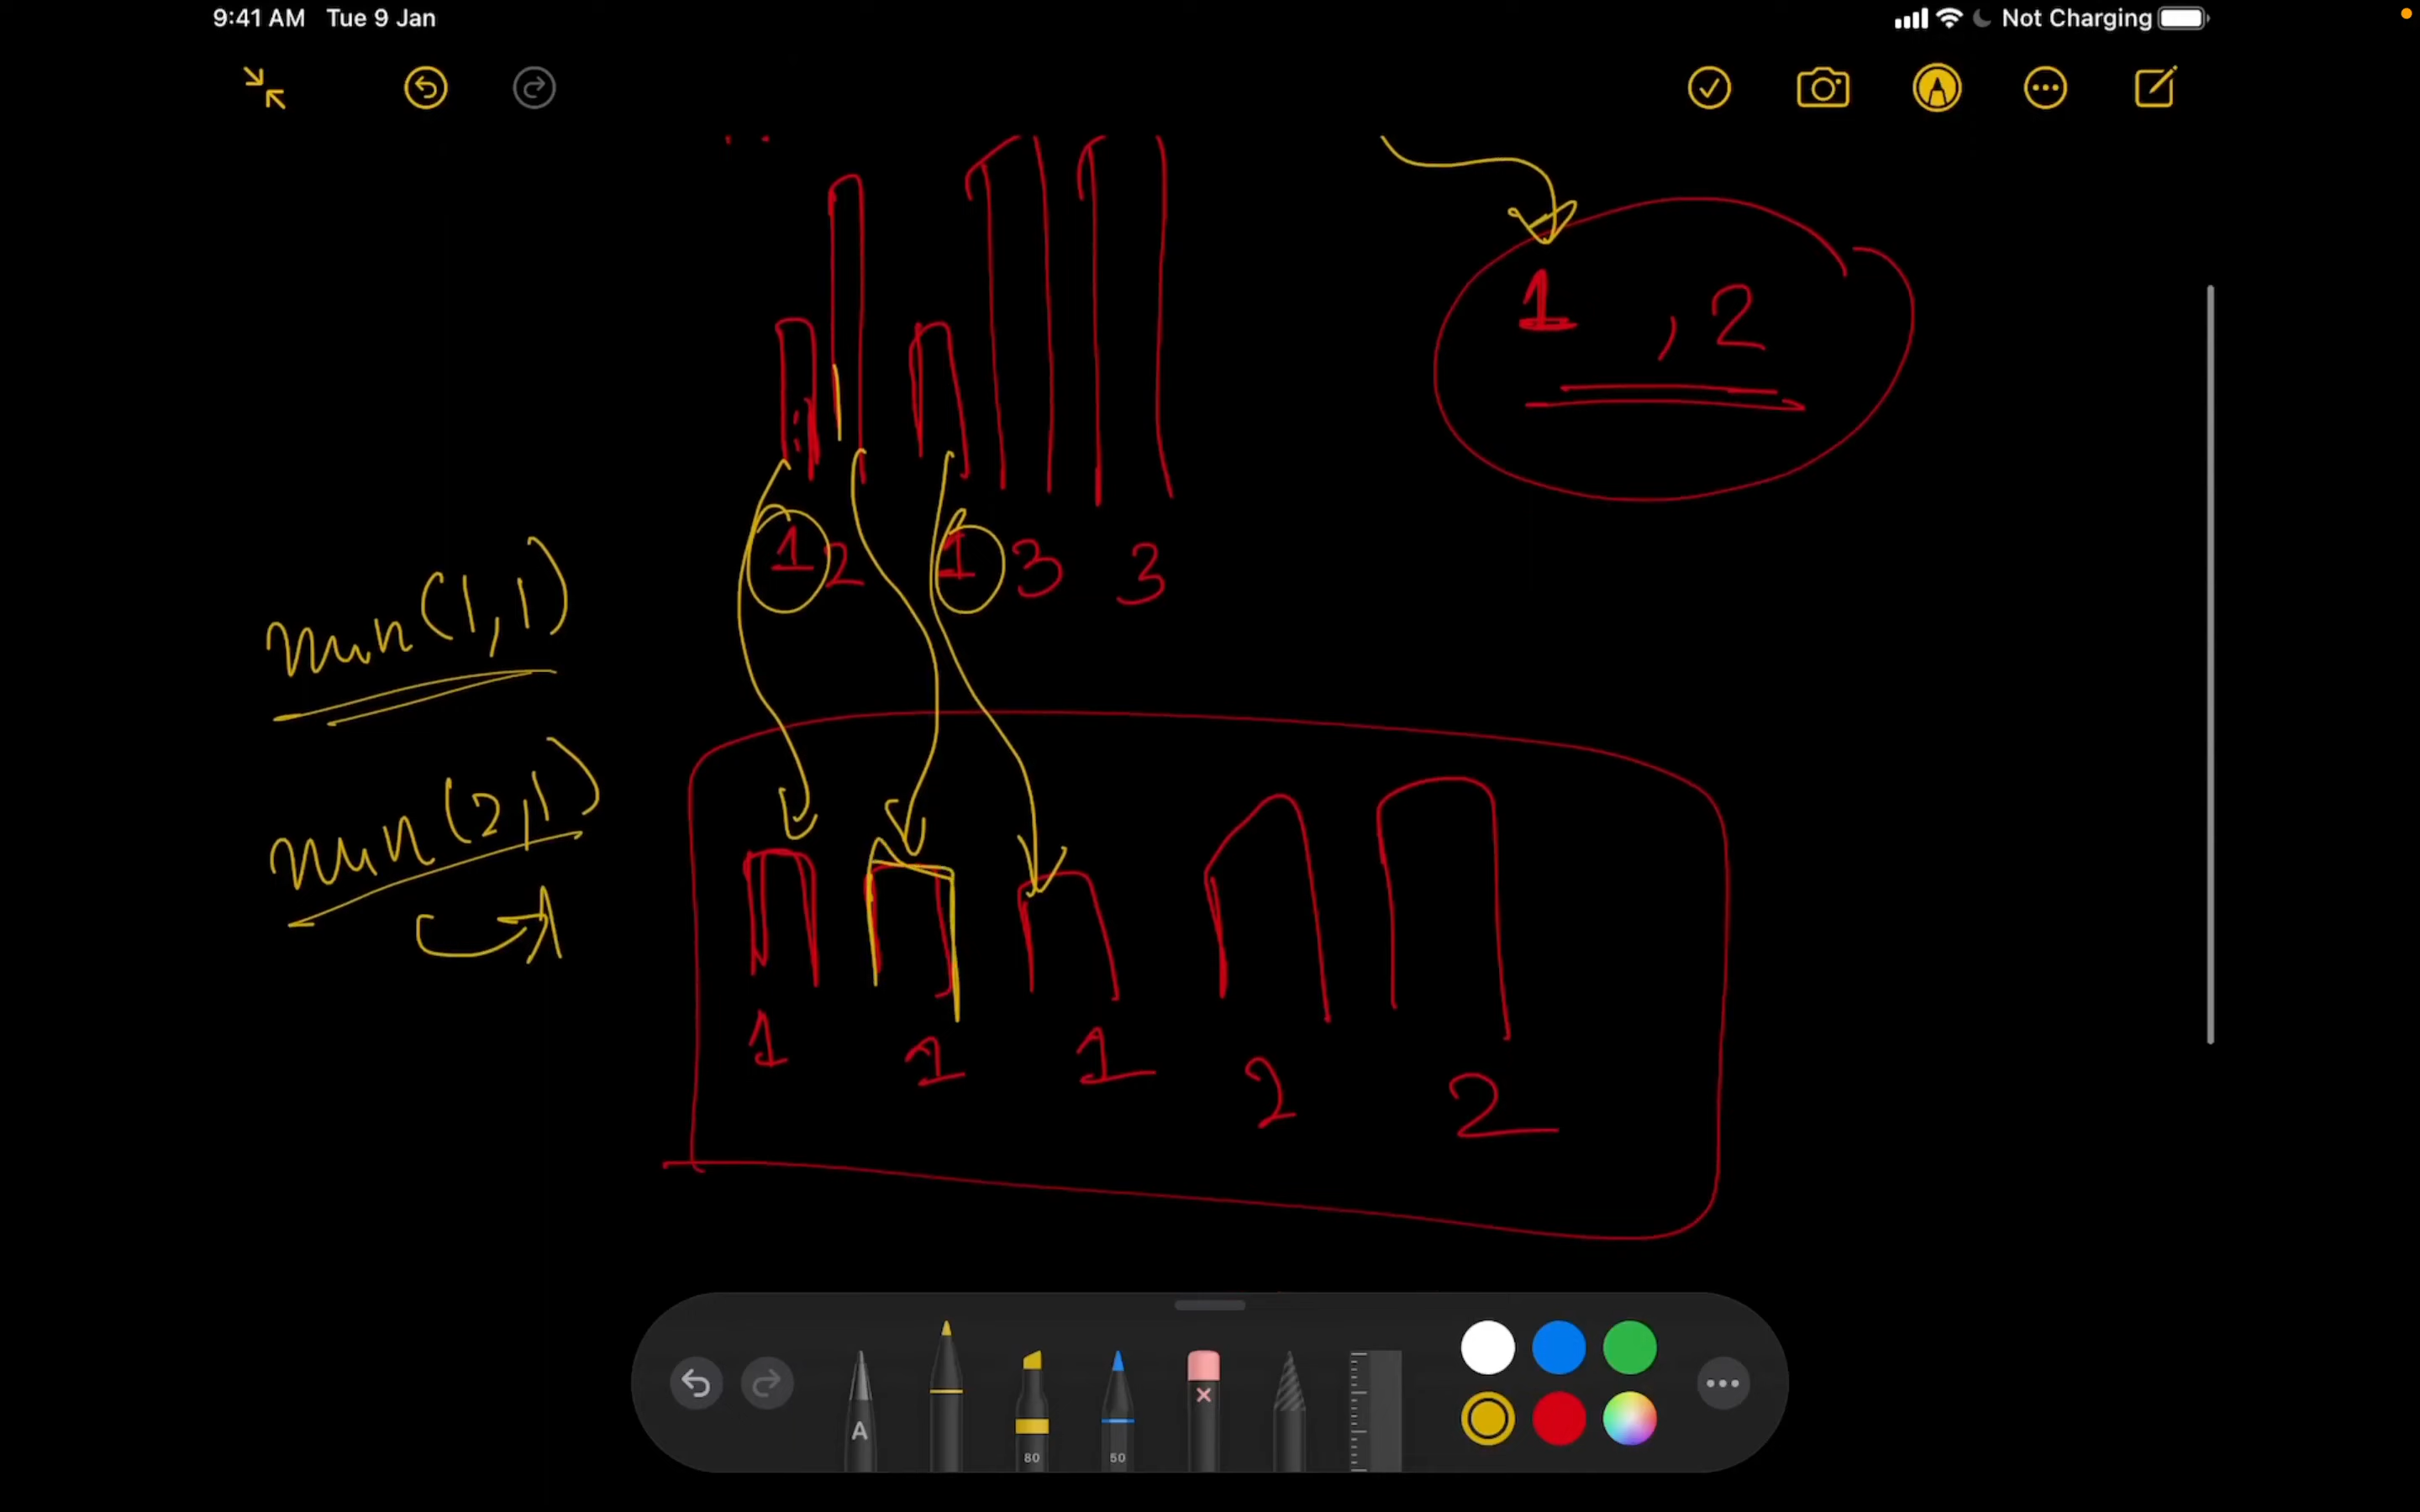 9:41 AM Tue 9 Jan
Not Charging
1 , 2
1 2 1 3 3
min(1,1)
min(2,1)
1 1 1 2 2
A
80
50